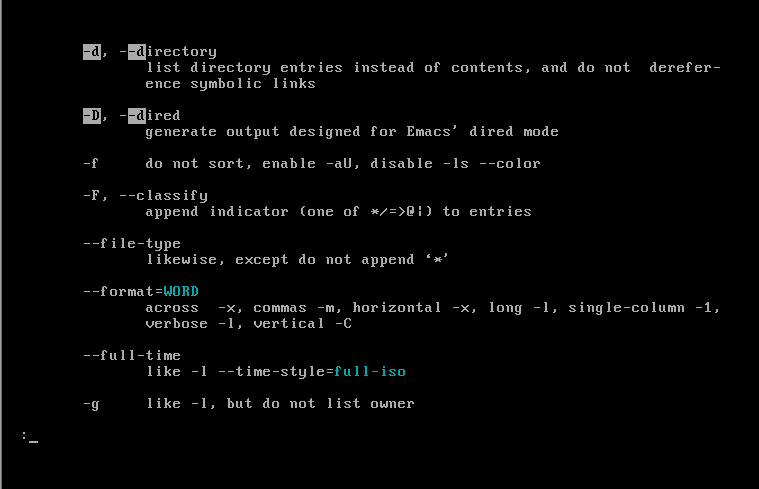 -d, --directory
list directory entries instead of contents, and do not  derefer-
ence symbolic links
-D, --dired
generate output designed for Emacs’ dired mode
-f     do not sort, enable -aU, disable -ls --color
-F, --classify
append indicator (one of */=>@|) to entries
--file-type
likewise, except do not append ‘*’
--format=WORD
across  -x, commas -m, horizontal -x, long -l, single-column -1,
verbose -l, vertical -C
--full-time
like -l --time-style=full-iso
-g     like -l, but do not list owner
:_